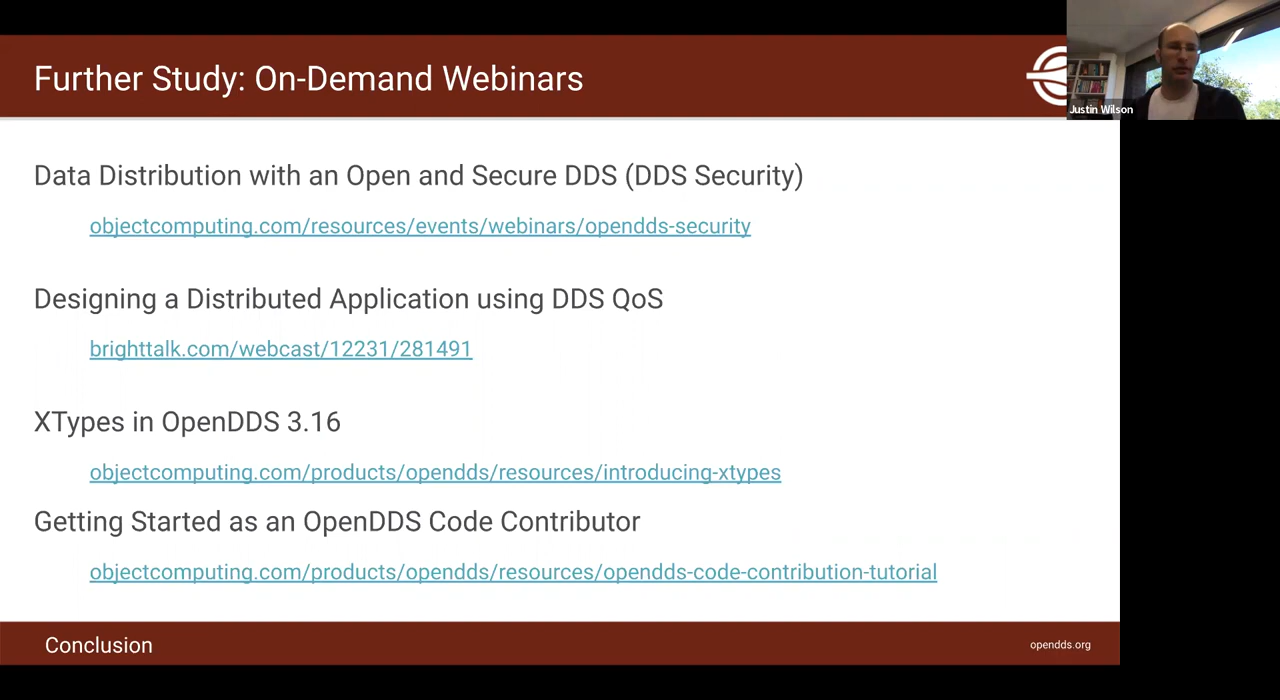 Further Study: On-Demand Webinars
Justin Wilson
Data Distribution with an Open and Secure DDS (DDS Security)
objectcomputing.com/resources/events/webinars/opendds-security
Designing a Distributed Application using DDS QoS
brighttalk.com/webcast/12231/281491
XTypes in OpenDDS 3.16
objectcomputing.com/products/opendds/resources/introducing-xtypes
Getting Started as an OpenDDS Code Contributor
objectcomputing.com/products/opendds/resources/opendds-code-contribution-tutorial
Conclusion
opendds.org